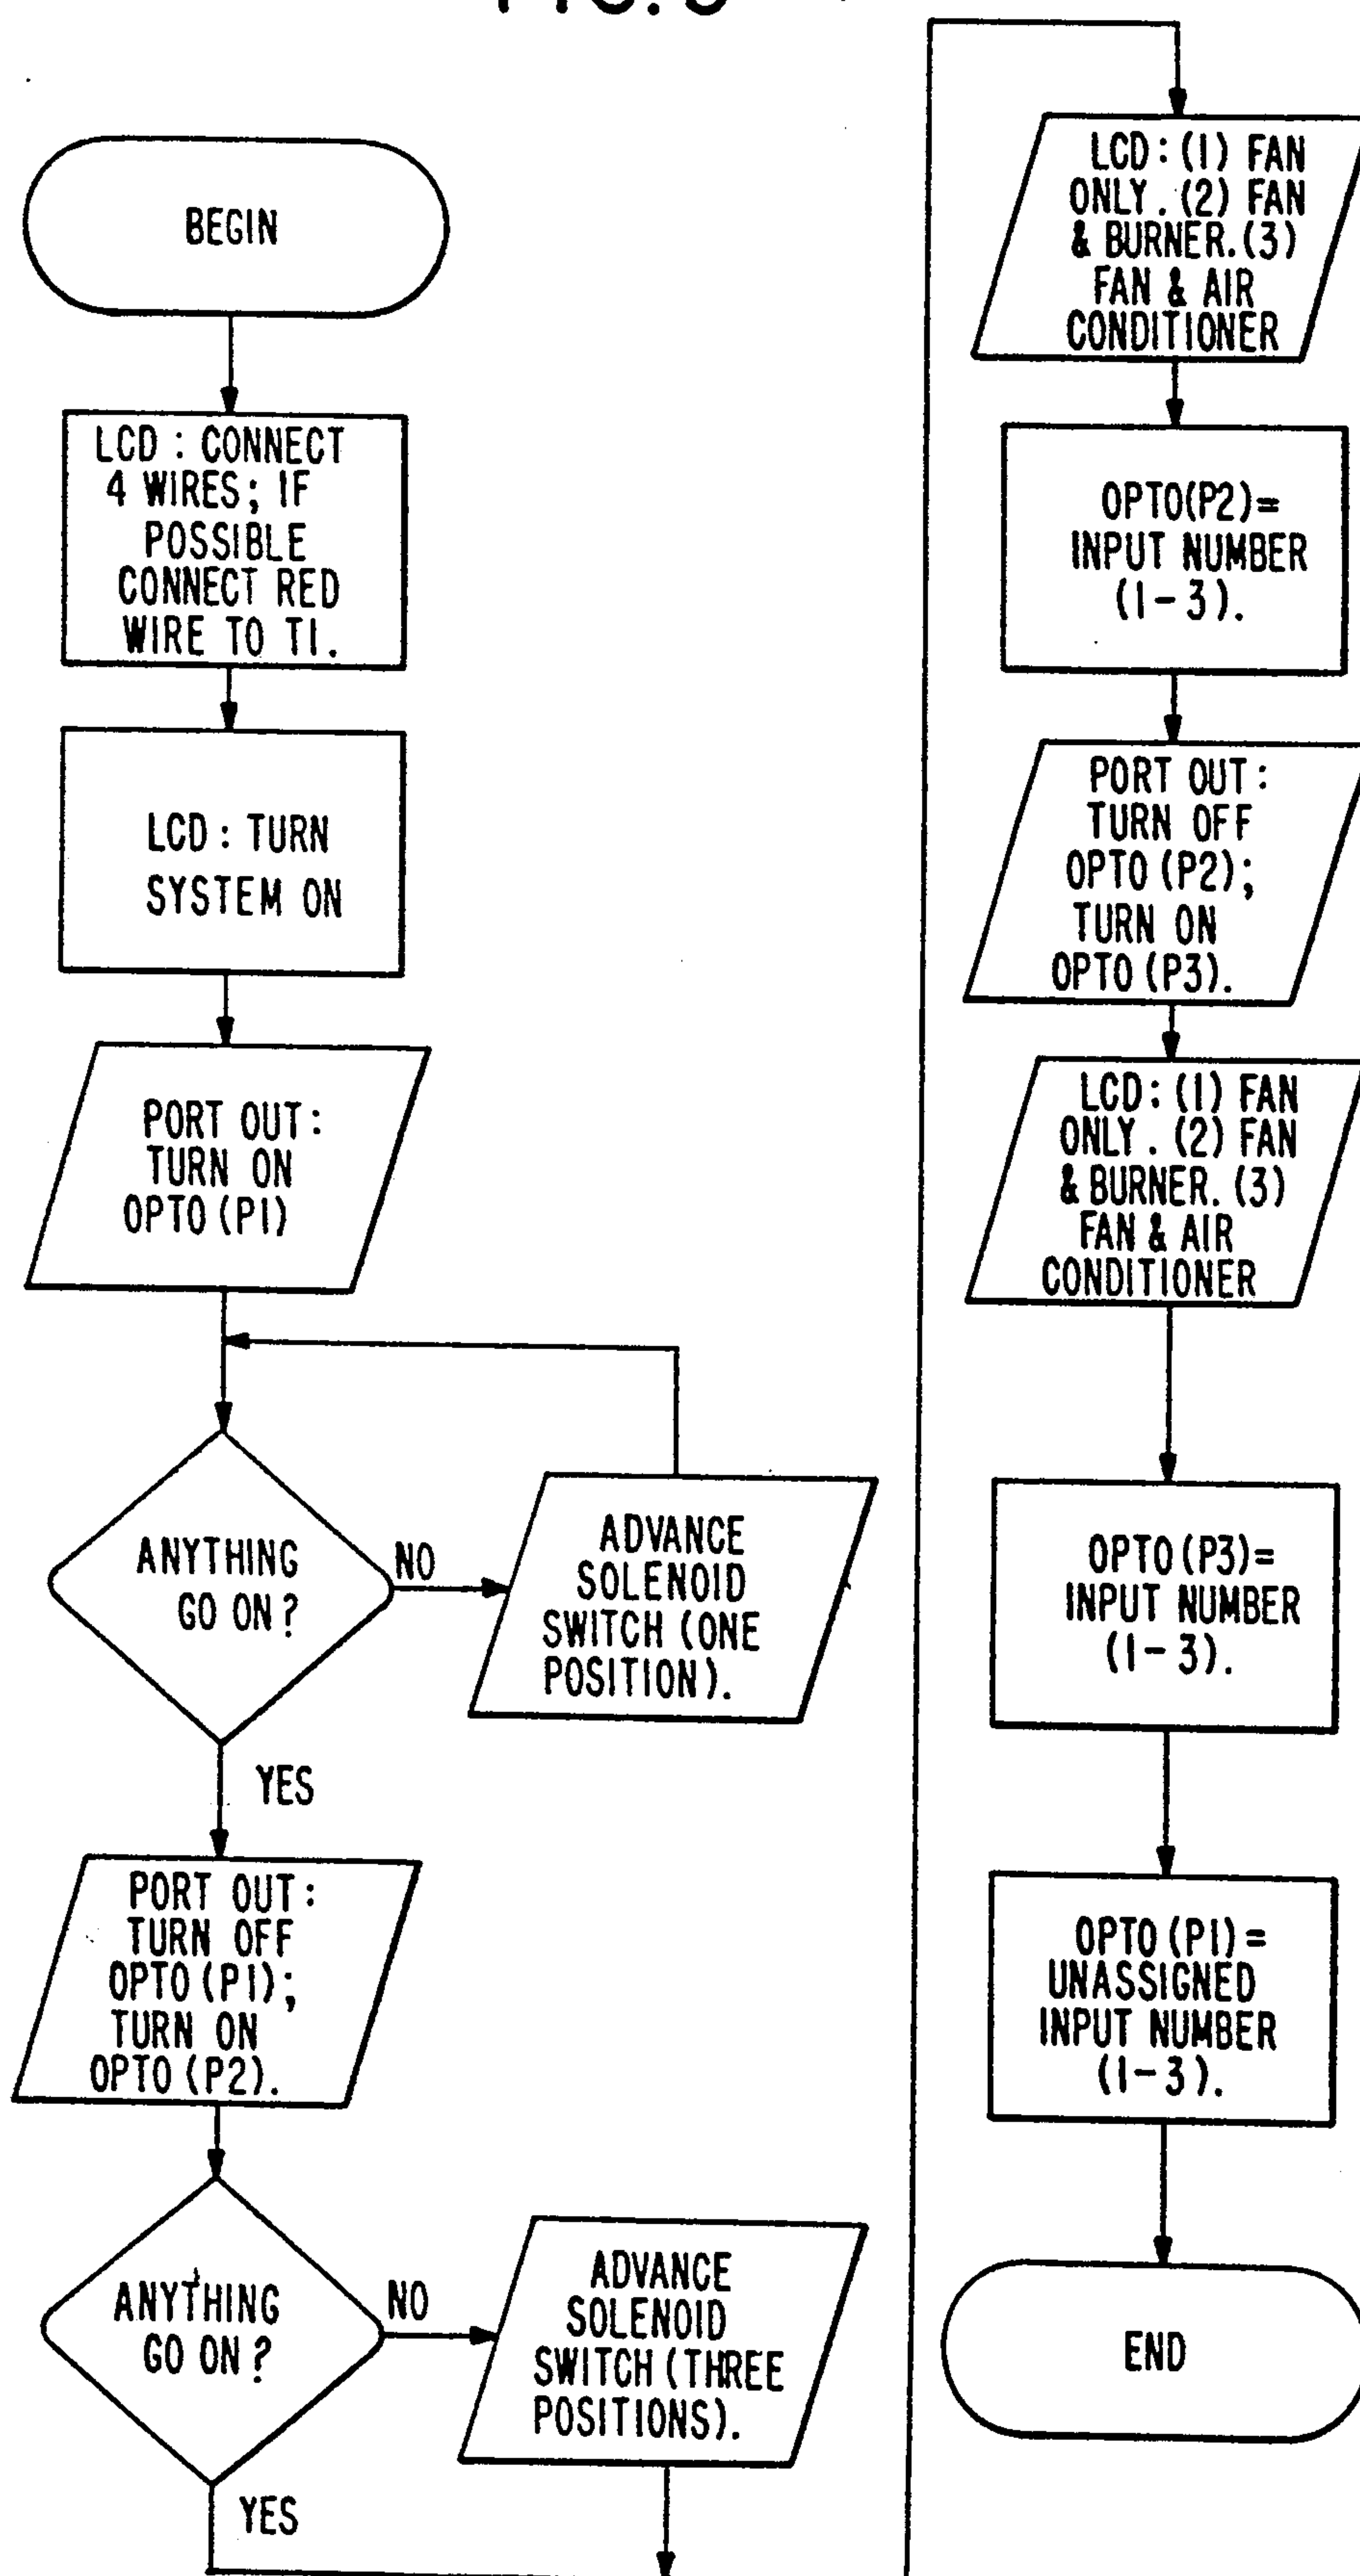 BEGIN
LCD : CONNECT
4 WIRES; IF
POSSIBLE
CONNECT RED
WIRE TO T1.
LCD : TURN
SYSTEM ON
PORT OUT:
TURN ON
OPTO (P1)
ANYTHING
GO ON?
NO
ADVANCE
SOLENOID
SWITCH (ONE
POSITION).
YES
PORT OUT:
TURN OFF
OPTO (P1);
TURN ON
OPTO (P2).
ANYTHING
GO ON?
NO
ADVANCE
SOLENOID
SWITCH (THREE
POSITIONS).
YES
LCD: (1) FAN
ONLY. (2) FAN
& BURNER. (3)
FAN & AIR
CONDITIONER
OPTO(P2)=
INPUT NUMBER
(1-3).
PORT OUT:
TURN OFF
OPTO (P2);
TURN ON
OPTO (P3).
LCD: (1) FAN
ONLY. (2) FAN
& BURNER. (3)
FAN & AIR
CONDITIONER
OPTO (P3)=
INPUT NUMBER
(1-3).
OPTO (P1) =
UNASSIGNED
INPUT NUMBER
(1-3).
END